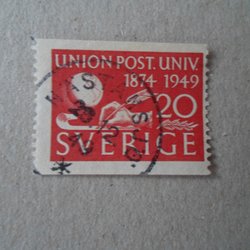 UNION POST. UNIV.
1874 1949
20
SVERIGE